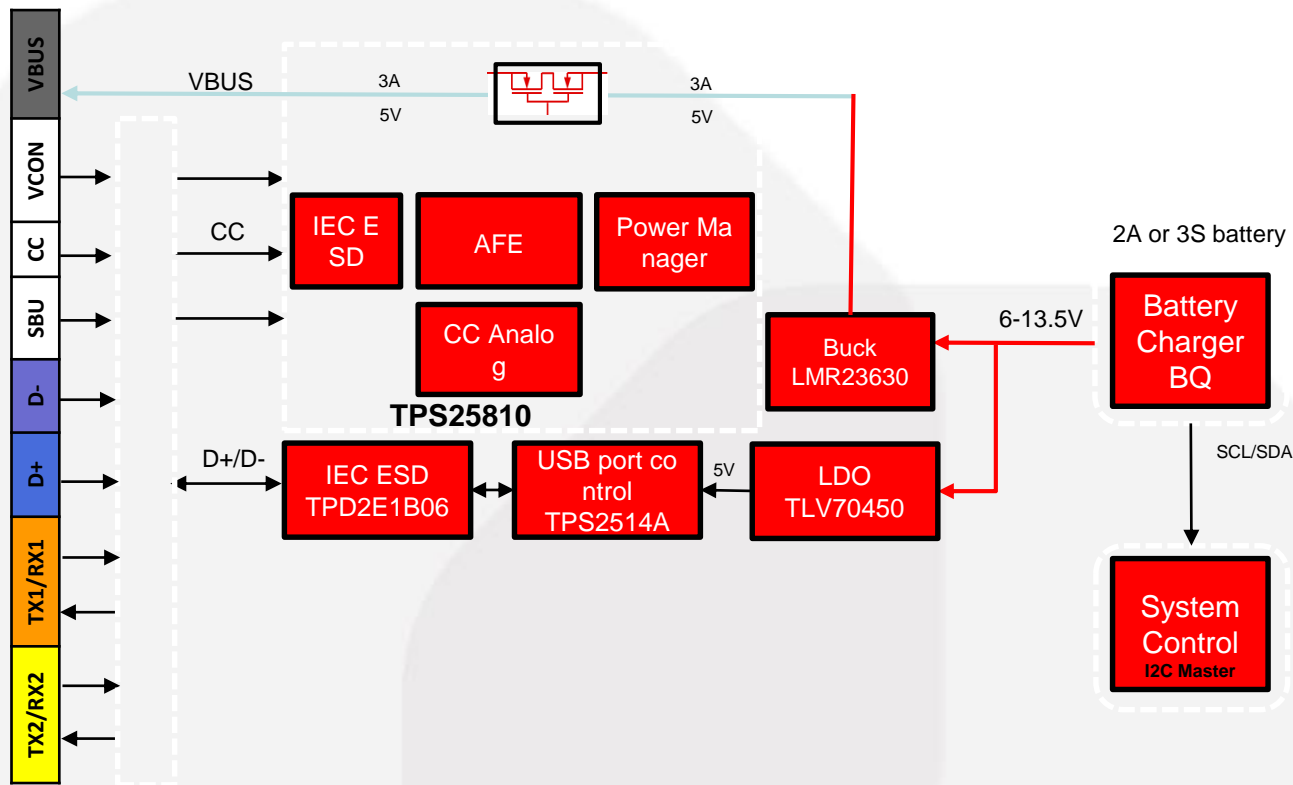 VBUS
VCON
CC
SBU
D-
D+
TX1/RX1
TX2/RX2
VBUS
3A
5V
3A
5V
CC
IEC E
SD
AFE
Power Ma
nager
CC Analo
g
TPS25810
2A or 3S battery
6-13.5V
Battery
Charger
BQ
Buck
LMR23630
SCL/SDA
D+/D-
IEC ESD
TPD2E1B06
USB port co
ntrol
TPS2514A
5V
LDO
TLV70450
System
Control
I2C Master